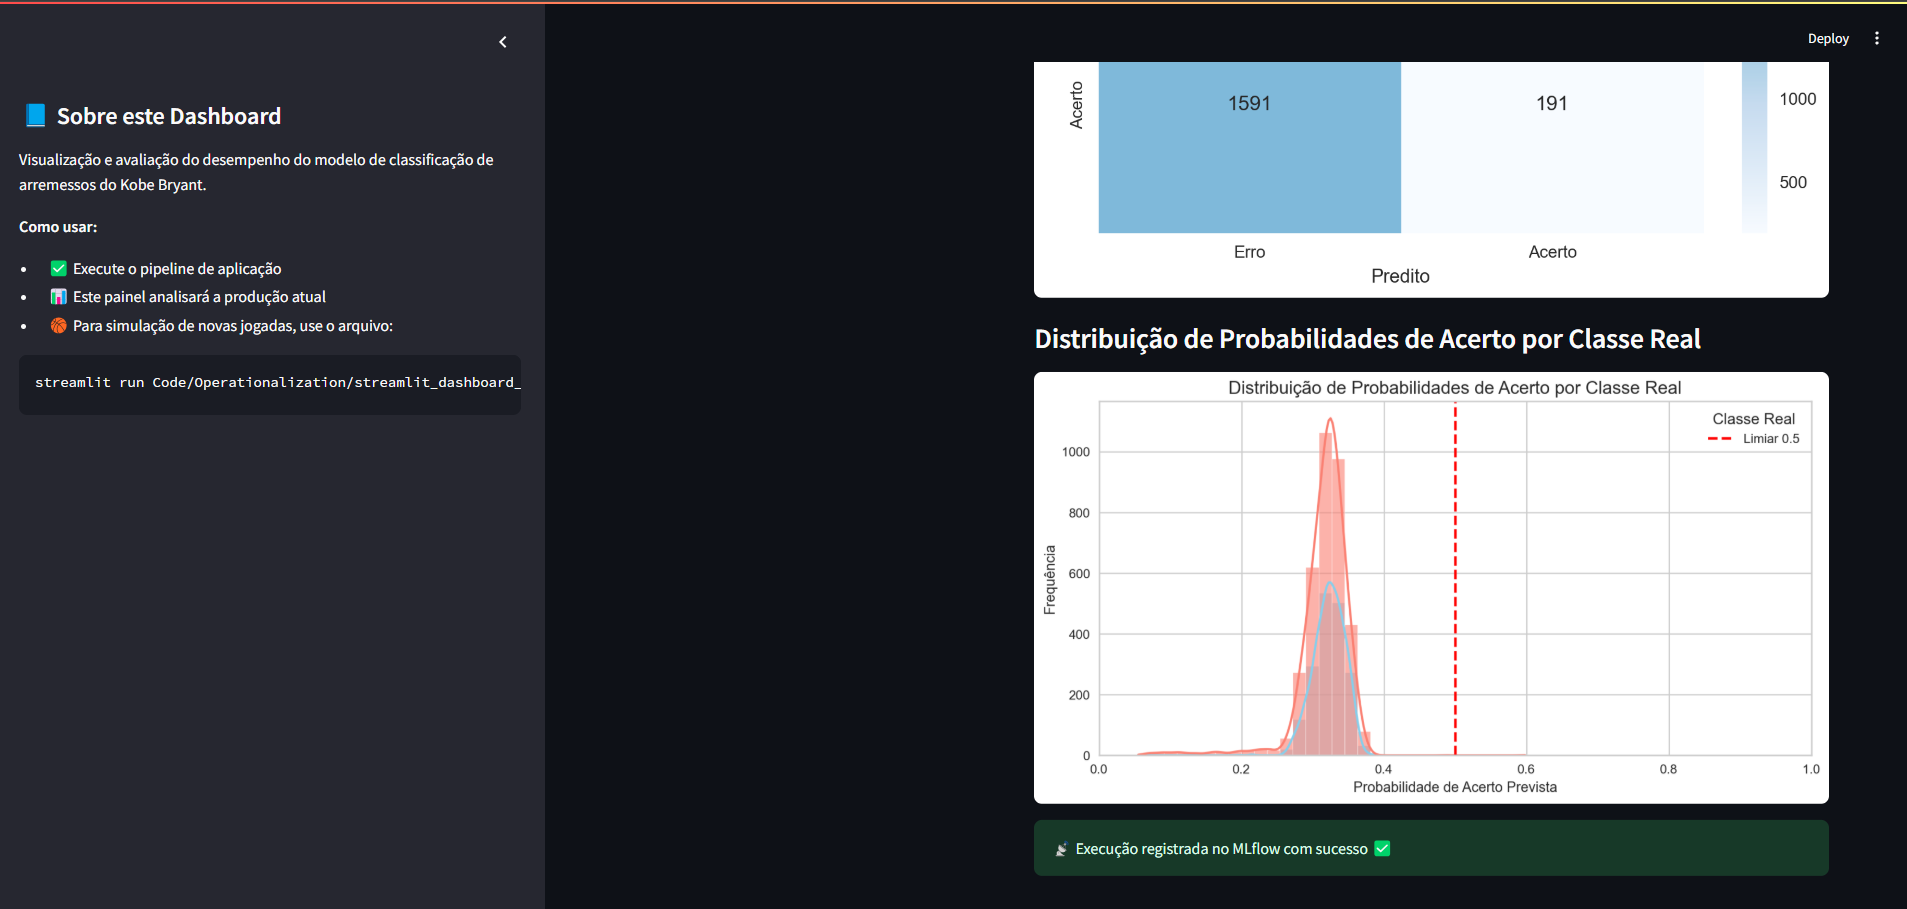 Deploy
📘 Sobre este Dashboard
Visualização e avaliação do desempenho do modelo de classificação de
arremessos do Kobe Bryant.
Como usar:
• ✅ Execute o pipeline de aplicação
• 📊 Este painel analisará a produção atual
• 🏀 Para simulação de novas jogadas, use o arquivo:
streamlit run Code/Operationalization/streamlit_dashboard_
Acerto
1591
191
1000
500
Erro
Acerto
Predito
Distribuição de Probabilidades de Acerto por Classe Real
Distribuição de Probabilidades de Acerto por Classe Real
Classe Real
Limiar 0.5
Frequência
1000
800
600
400
200
0
0.0
0.2
0.4
0.6
0.8
1.0
Probabilidade de Acerto Prevista
📡 Execução registrada no MLflow com sucesso ✅